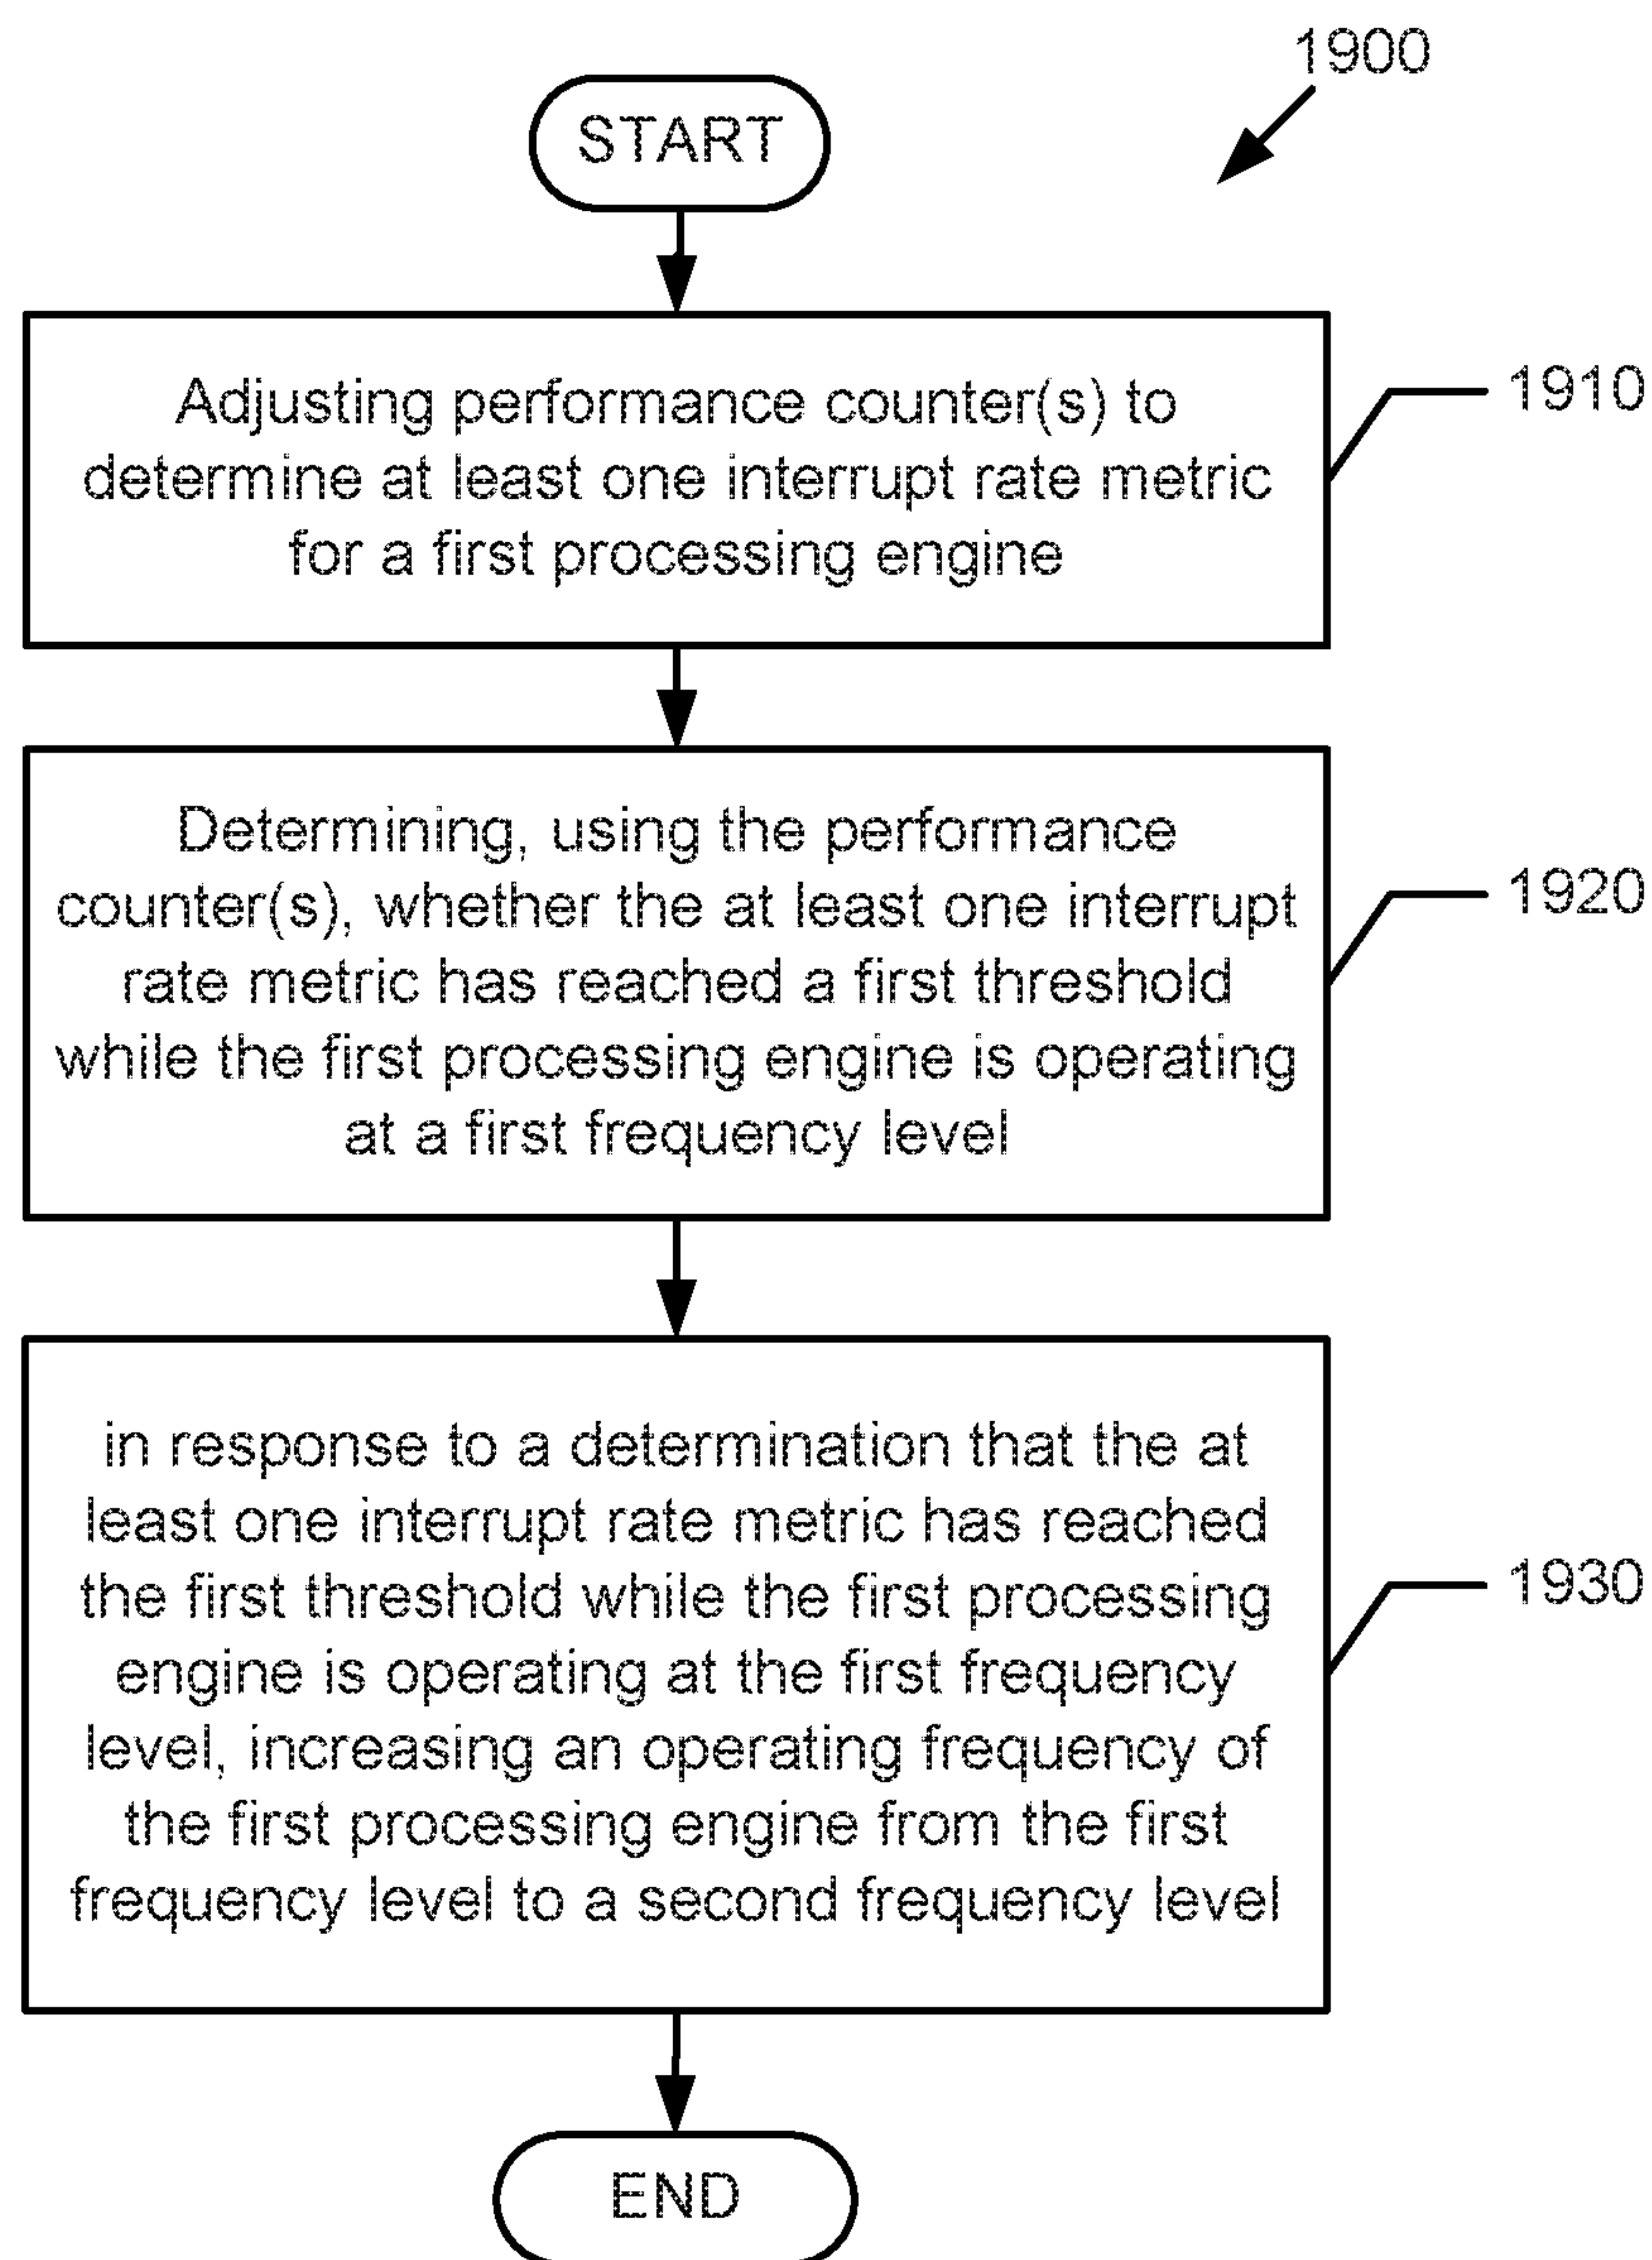 1900
START
Adjusting performance counter(s) to
determine at least one interrupt rate metric
for a first processing engine
1910
Determining, using the performance
counter(s), whether the at least one interrupt
rate metric has reached a first threshold
while the first processing engine is operating
at a first frequency level
1920
in response to a determination that the at
least one interrupt rate metric has reached
the first threshold while the first processing
engine is operating at the first frequency
level, increasing an operating frequency of
the first processing engine from the first
frequency level to a second frequency level
1930
END